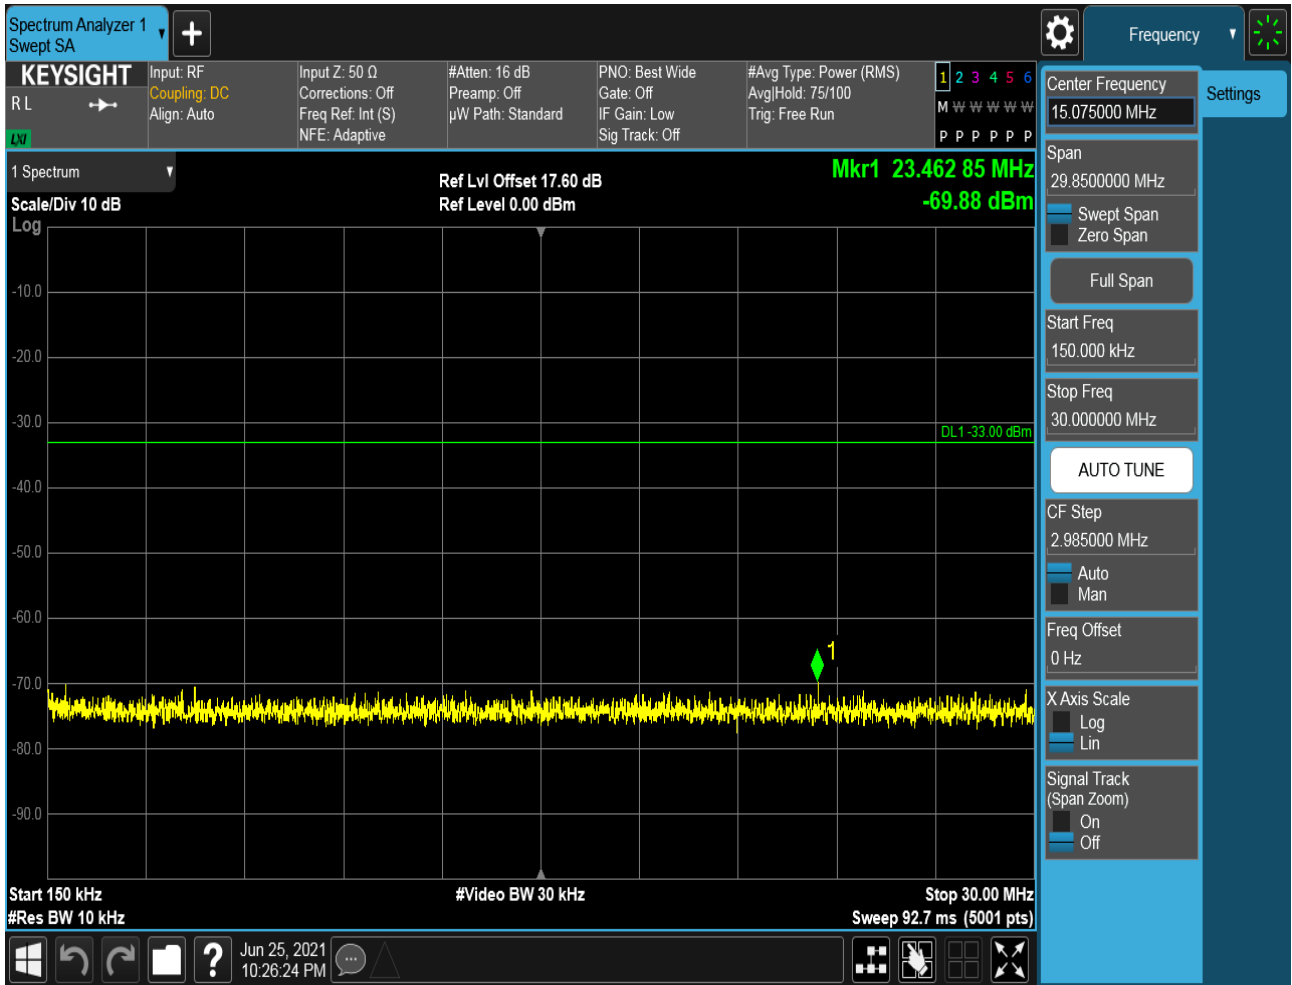 Spectrum Analyzer 1
Swept SA
+
Frequency
KEYSIGHT
R L
LXI
Input: RF
Coupling: DC
Align: Auto
Input Z: 50 Ω
Corrections: Off
Freq Ref: Int (S)
NFE: Adaptive
#Atten: 16 dB
Preamp: Off
µW Path: Standard
PNO: Best Wide
Gate: Off
IF Gain: Low
Sig Track: Off
#Avg Type: Power (RMS)
Avg|Hold: 75/100
Trig: Free Run
1 2 3 4 5 6
M W W W W W
P P P P P P
1 Spectrum
Scale/Div 10 dB
Log
Ref Lvl Offset 17.60 dB
Ref Level 0.00 dBm
Mkr1 23.462 85 MHz
-69.88 dBm
-10.0
-20.0
-30.0
DL1 -33.00 dBm
-40.0
-50.0
-60.0
1
-70.0
-80.0
-90.0
Start 150 kHz
#Res BW 10 kHz
#Video BW 30 kHz
Stop 30.00 MHz
Sweep 92.7 ms (5001 pts)
Center Frequency
15.075000 MHz
Settings
Span
29.8500000 MHz
Swept Span
Zero Span
Full Span
Start Freq
150.000 kHz
Stop Freq
30.000000 MHz
AUTO TUNE
CF Step
2.985000 MHz
Auto
Man
Freq Offset
0 Hz
X Axis Scale
Log
Lin
Signal Track
(Span Zoom)
On
Off
?
Jun 25, 2021
10:26:24 PM